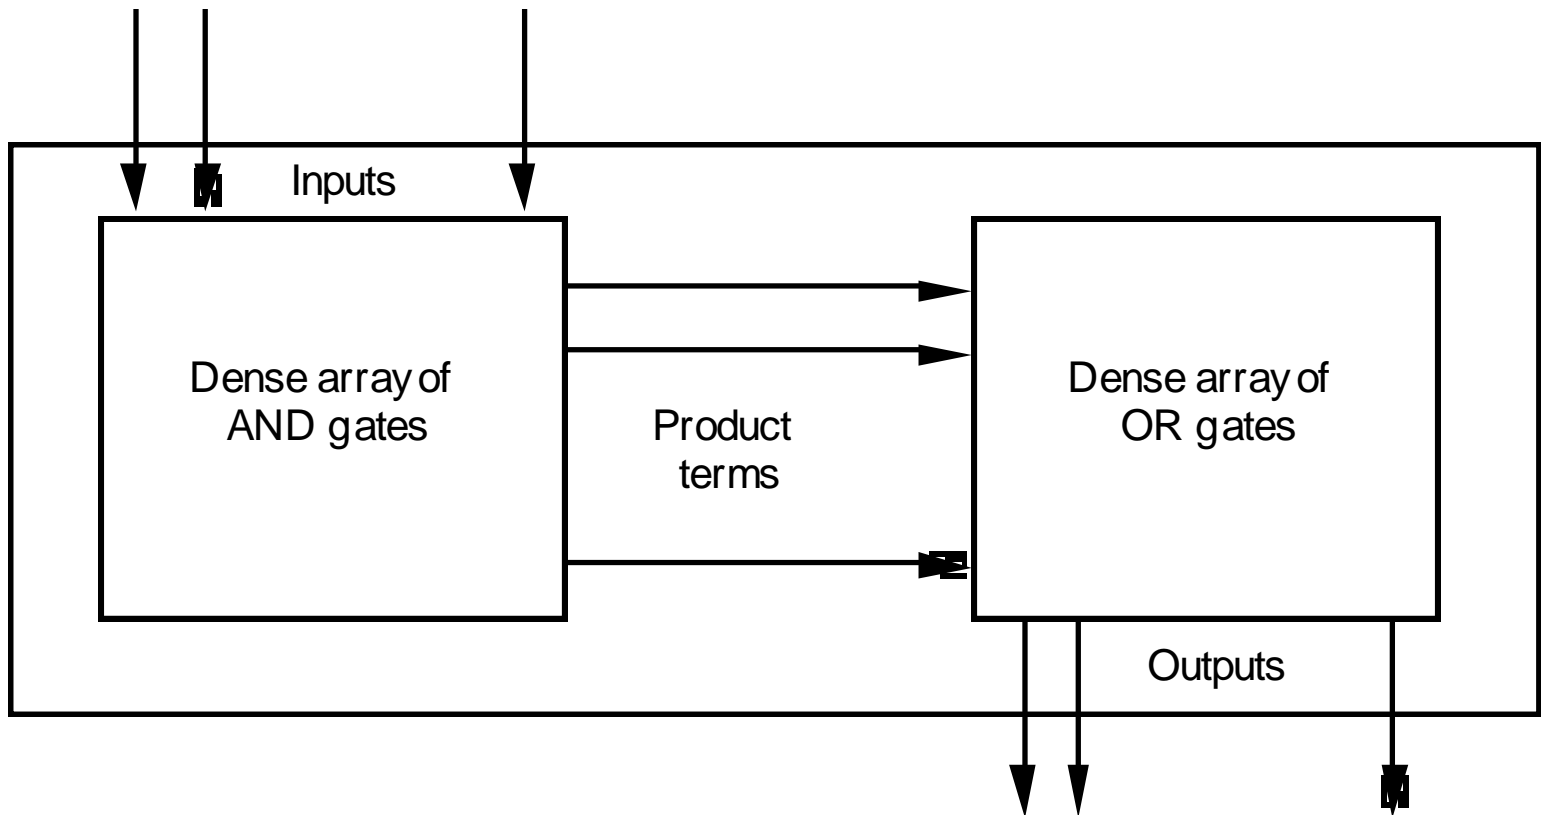 Inputs
Dense array of
AND gates
Product
terms
Dense array of
OR gates
Outputs